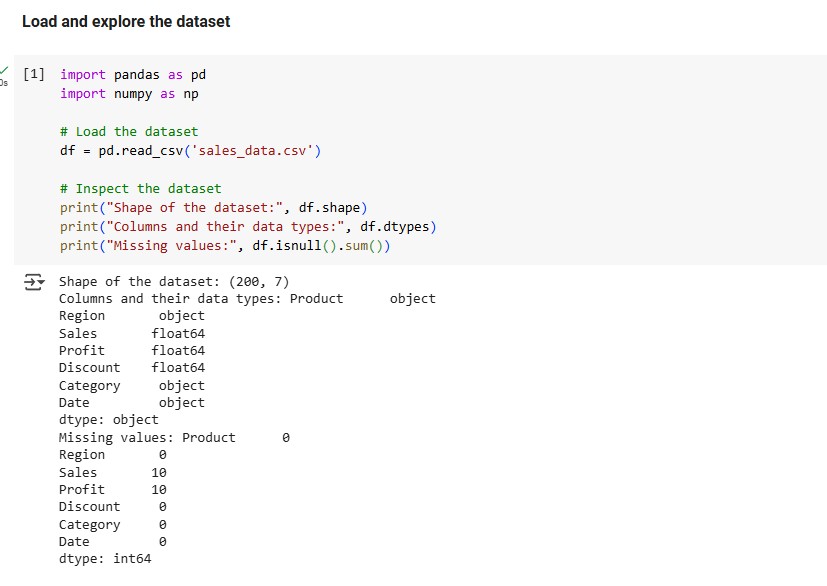 Load and explore the dataset
0s
[1] import pandas as pd
import numpy as np
# Load the dataset
df = pd.read_csv('sales_data.csv')
# Inspect the dataset
print("Shape of the dataset:", df.shape)
print("Columns and their data types:", df.dtypes)
print("Missing values:", df.isnull().sum())
Shape of the dataset: (200, 7)
Columns and their data types: Product      object
Region       object
Sales       float64
Profit      float64
Discount    float64
Category     object
Date         object
dtype: object
Missing values: Product      0
Region       0
Sales       10
Profit      10
Discount     0
Category     0
Date         0
dtype: int64